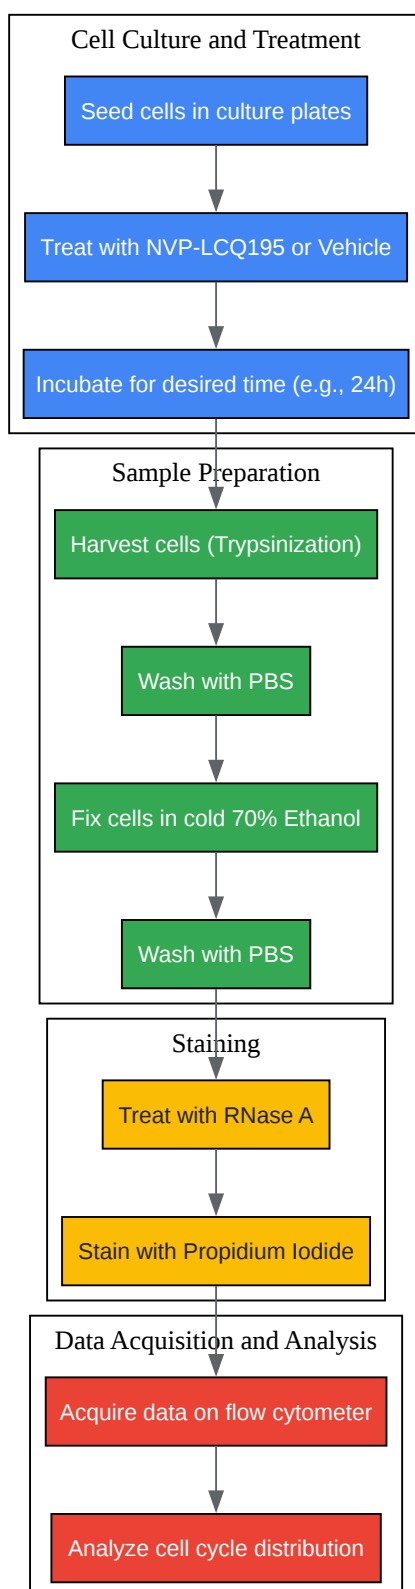 Cell Culture and Treatment
Seed cells in culture plates
Treat with NVP-LCQ195 or Vehicle
Incubate for desired time (e.g., 24h)
Sample Preparation
Harvest cells (Trypsinization)
Wash with PBS
Fix cells in cold 70% Ethanol
Wash with PBS
Staining
Treat with RNase A
Stain with Propidium Iodide
Data Acquisition and Analysis
Acquire data on flow cytometer
Analyze cell cycle distribution